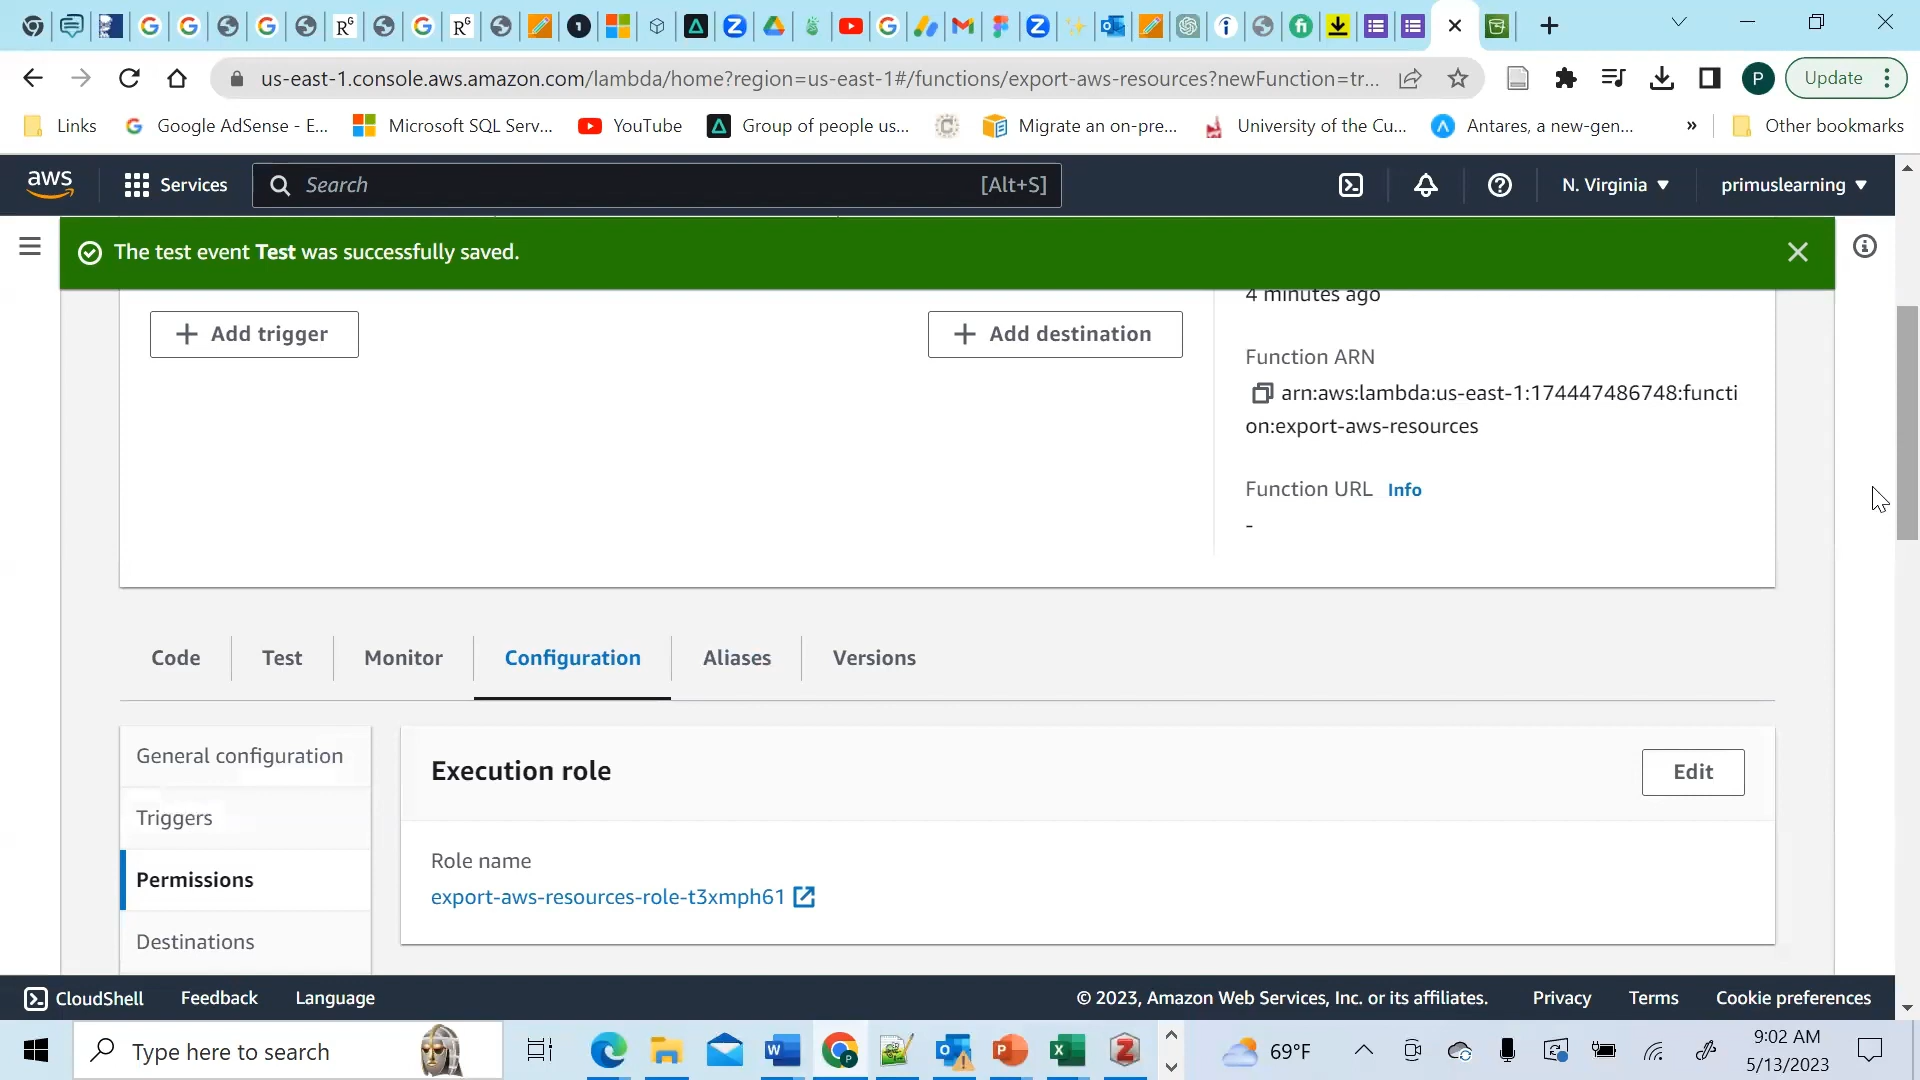 us-east-1.console.aws.amazon.com/lambda/home?region=us-east-1#/functions/export-aws-resources?newFunction=tr...
Update
Links
Google AdSense - E...
Microsoft SQL Serv...
YouTube
Group of people us...
Migrate an on-pre...
University of the Cu...
Antares, a new-gen...
»
Other bookmarks
aws
Services
Search
[Alt+S]
N. Virginia
primuslearning
The test event Test was successfully saved.
4 minutes ago
Add trigger
Add destination
Function ARN
arn:aws:lambda:us-east-1:174447486748:functi
on:export-aws-resources
Function URL Info
-
Code
Test
Monitor
Configuration
Aliases
Versions
General configuration
Triggers
Permissions
Destinations
Execution role
Edit
Role name
export-aws-resources-role-t3xmph61
CloudShell
Feedback
Language
© 2023, Amazon Web Services, Inc. or its affiliates.
Privacy
Terms
Cookie preferences
Type here to search
69°F
9:02 AM
5/13/2023